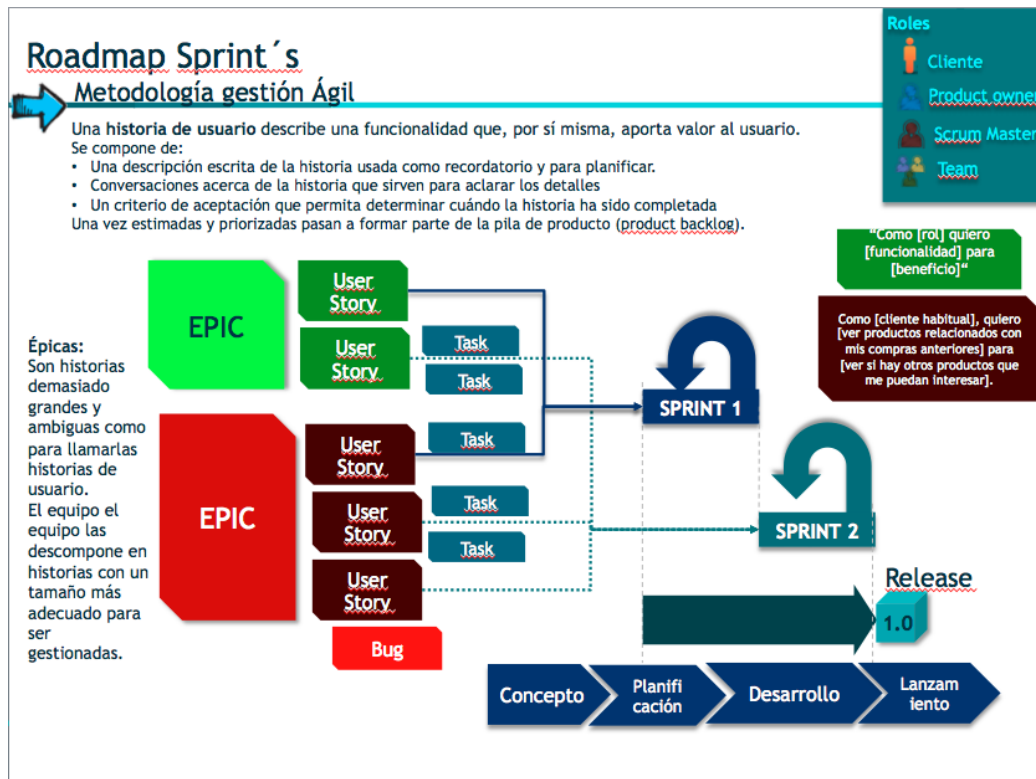 Roadmap Sprint´s
Metodología gestión Ágil
Roles
Cliente
Product owner
Scrum Master
Team
Una historia de usuario describe una funcionalidad que, por sí misma, aporta valor al usuario.
Se compone de:
• Una descripción escrita de la historia usada como recordatorio y para planificar.
• Conversaciones acerca de la historia que sirven para aclarar los detalles
• Un criterio de aceptación que permita determinar cuándo la historia ha sido completada
Una vez estimadas y priorizadas pasan a formar parte de la pila de producto (product backlog).
"Como [rol] quiero
[funcionalidad] para
[beneficio]"
Como [cliente habitual], quiero
[ver productos relacionados con
mis compras anteriores] para
[ver si hay otros productos que
me puedan interesar].
Épicas:
Son historias
demasiado
grandes y
ambiguas como
para llamarlas
historias de
usuario.
El equipo el
equipo las
descompone en
historias con un
tamaño más
adecuado para
ser
gestionadas.
EPIC
User
Story
User
Story
Task
Task
EPIC
User
Story
Task
User
Story
Task
Task
User
Story
Bug
SPRINT 1
SPRINT 2
Release
1.0
Concepto
Planifi
cación
Desarrollo
Lanzam
iento